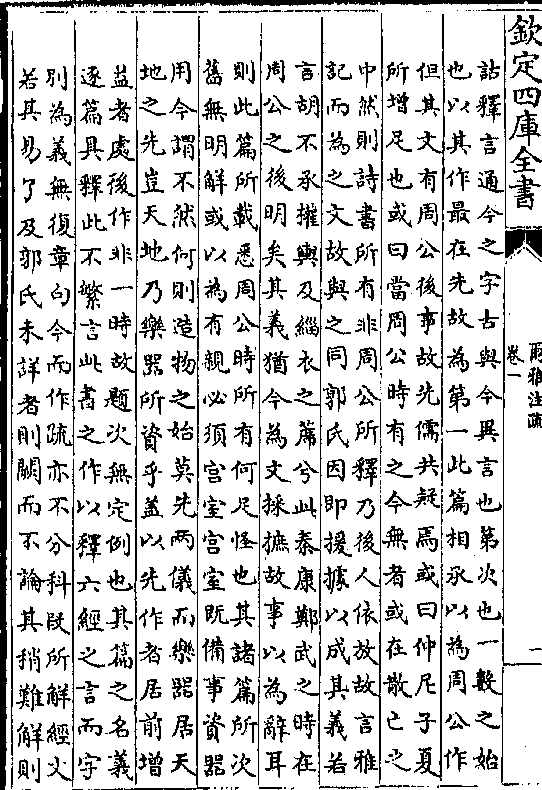 欽定四庫全書
爾雅注疏
卷一
一
詁釋言通今之字古與今異言也第次也一數之始
也以其作最在先故為第一此篇相承以為周公作
但其文有周公後事故先儒共疑焉或曰仲尼子夏
所增足也或曰當周公時有之今無者或在散亡之
中然則詩書所有非周公所釋乃後人依放故言雅
記而為之文故與之同郭氏因即援據以成其義若
言胡不承權輿及緇衣之蓆兮此秦康鄭武之時在
周公之後明矣其義猶今為文採摭故事以為辭耳
則此篇所載悉周公時所有何足怪也其諸篇所次
舊無明解或以為有親必須宮室宮室既備事資器
用今謂不然何則造物之始莫先兩儀而樂器居天
地之先豈天地乃樂器所資乎蓋以先作者居前增
益者處後作非一時故題次無定例也其篇之名義
逐篇具釋此不繁言此書之作以釋六經之言而字
別為義無復章句今而作疏亦不分科段所解經文
若其易了及郭氏未詳者則闕而不論其稍難解則